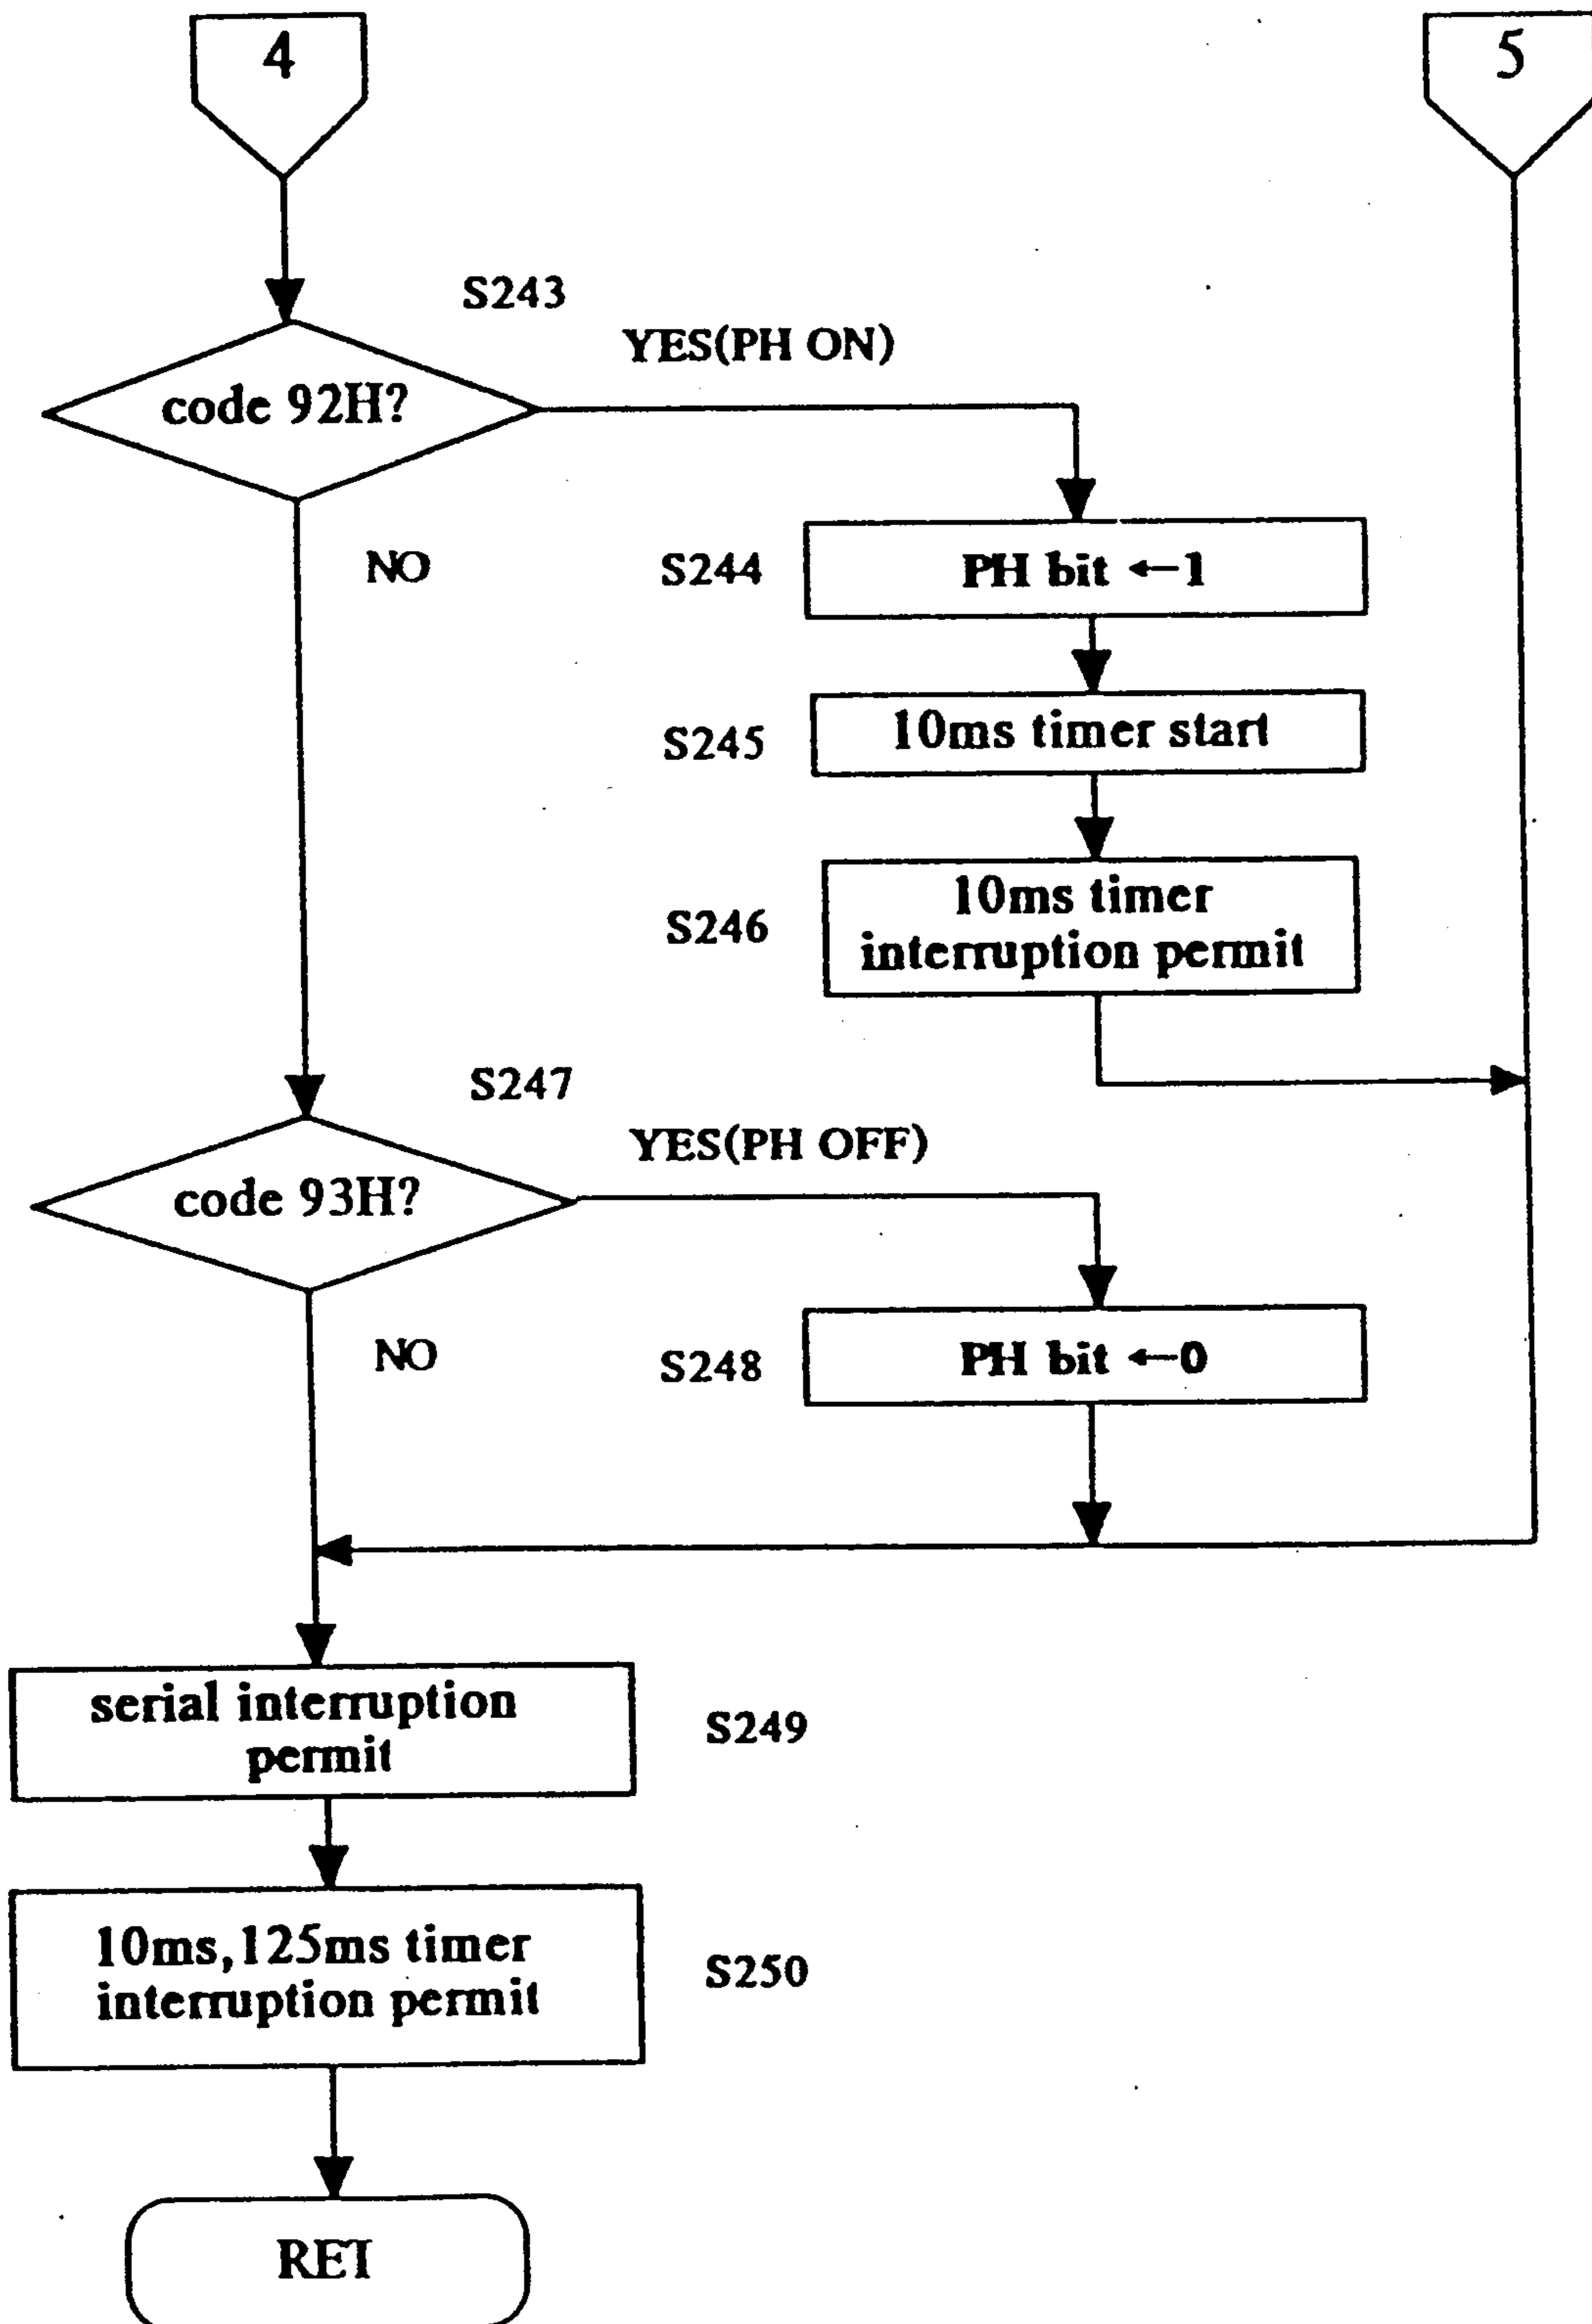 4
5
S243
YES(PH ON)
code 92H?
NO
S244
PH bit ←1
S245
10ms timer start
S246
10ms timer
interruption permit
S247
YES(PH OFF)
code 93H?
NO
S248
PH bit ←0
serial interruption
permit
S249
10ms,125ms timer
interruption permit
S250
RET